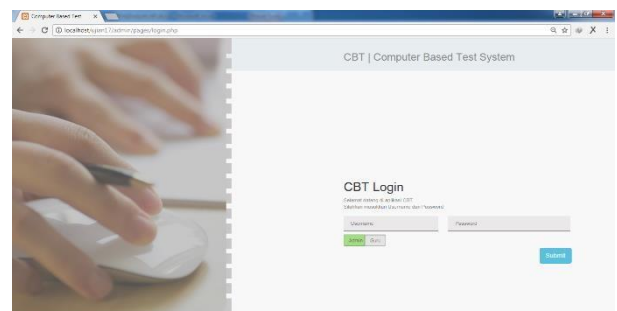 Computer Based Test
localhost/ypan17/admin/pages/login.php
CBT | Computer Based Test System
CBT Login
Selamat datang di aplikasi CBT
Silahkan masukkan Username dan Password
Username Password
Admin Guru
Submit